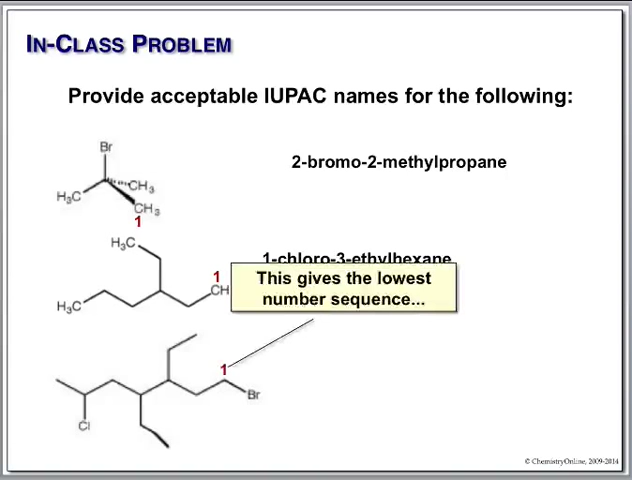 IN-CLASS PROBLEM
Provide acceptable IUPAC names for the following:
Br
2-bromo-2-methylpropane
CH3
H3C
CH3
1
H3C
1-chloro-3-ethylhexane
1
This gives the lowest
CH
number sequence...
H3C
1
Br
Cl
© ChemistryOnline, 2009-2014